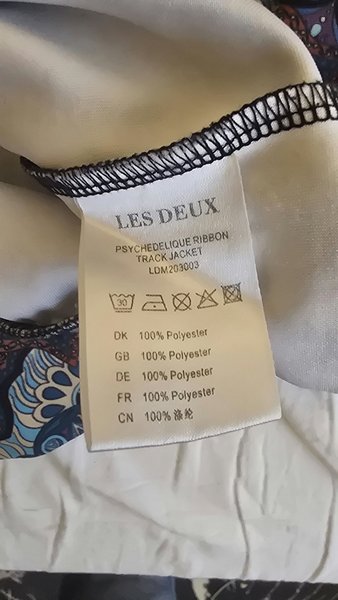 LES DEUX
PSYCHEDELIQUE RIBBON
TRACK JACKET
LDM203003
30
DK 100% Polyester
GB 100% Polyester
DE 100% Polyester
FR 100% Polyester
CN 100% 涤纶